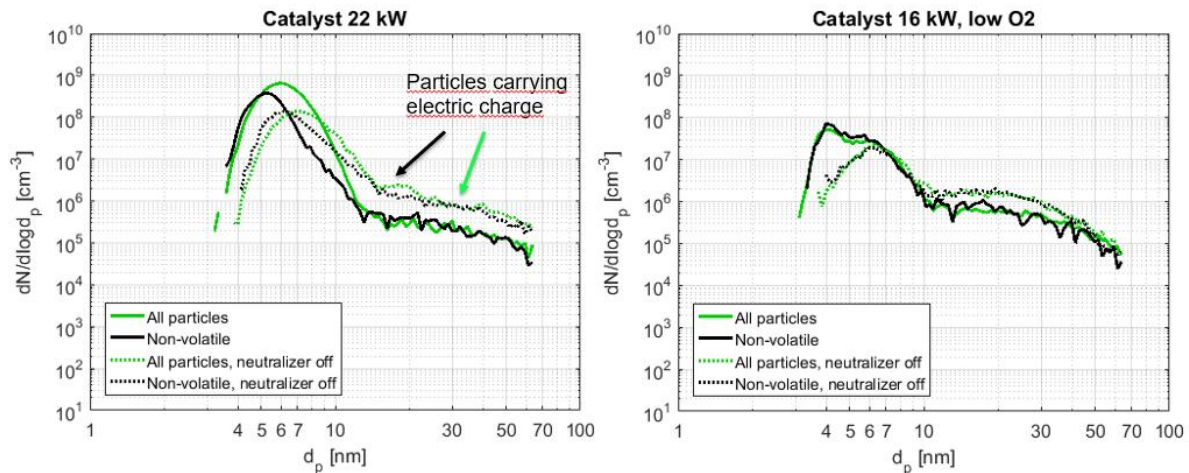 Catalyst 22 kW
10^10
10^9
10^8
10^7
10^6
10^5
10^4
10^3
10^2
10^1
dN/dlogd_p [cm^-3]
Particles carrying
electric charge
All particles
Non-volatile
All particles, neutralizer off
Non-volatile, neutralizer off
1 4 5 6 7 10 30 50 70 100
d_p [nm]
Catalyst 16 kW, low O2
10^10
10^9
10^8
10^7
10^6
10^5
10^4
10^3
10^2
10^1
dN/dlogd_p [cm^-3]
All particles
Non-volatile
All particles, neutralizer off
Non-volatile, neutralizer off
1 4 5 6 7 10 30 50 70 100
d_p [nm]